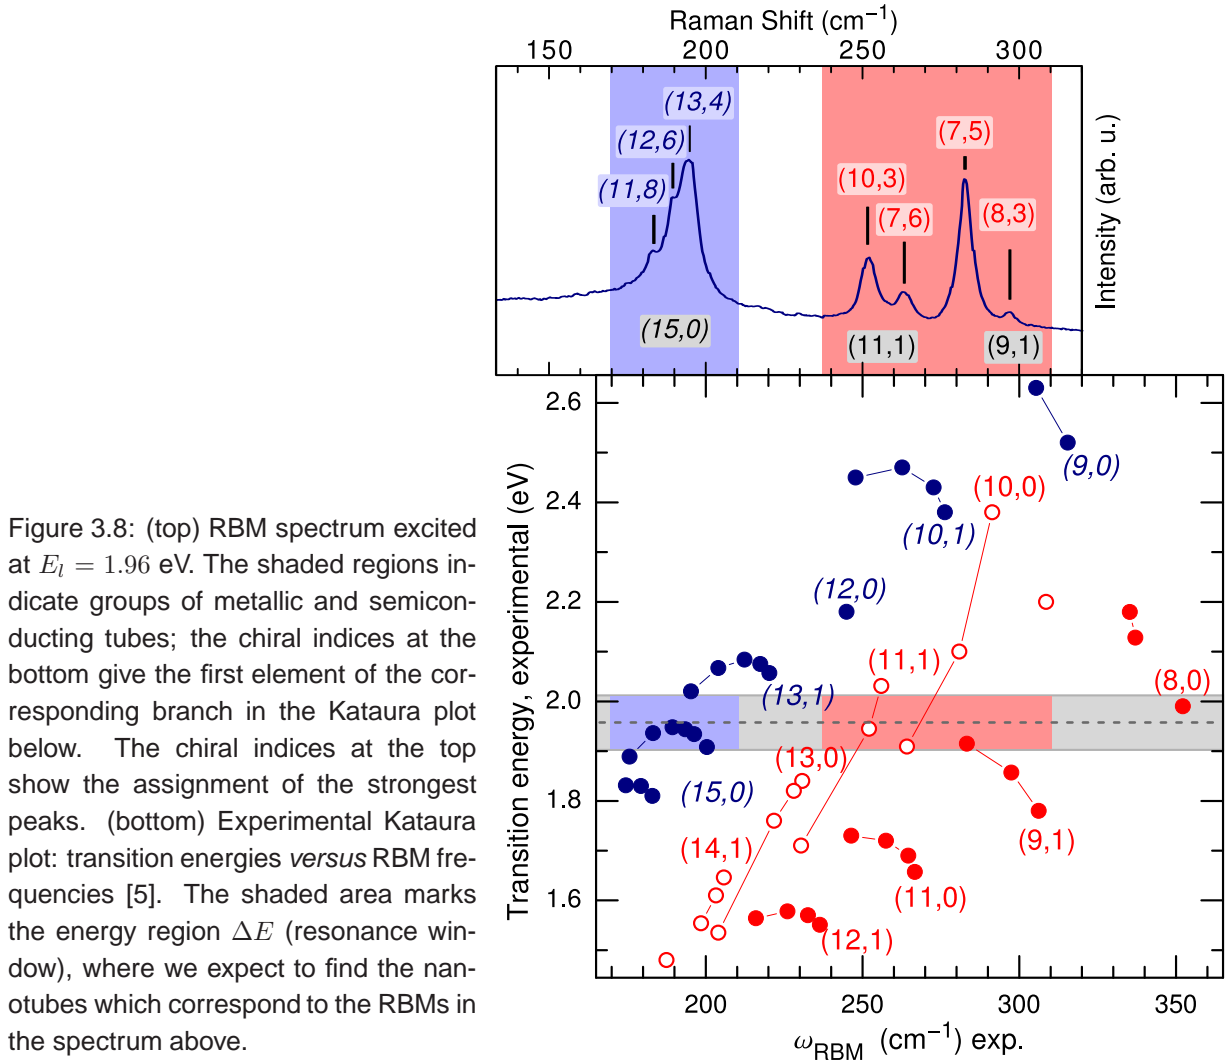 Raman Shift (cm⁻¹)
150 200 250 300
(13,4)
(12,6)
(11,8)
(7,5)
(10,3)
(7,6)
(8,3)
(15,0)
(11,1)
(9,1)
Intensity (arb. u.)
Figure 3.8: (top) RBM spectrum excited
at E_l = 1.96 eV. The shaded regions in-
dicate groups of metallic and semicon-
ducting tubes; the chiral indices at the
bottom give the first element of the cor-
responding branch in the Kataura plot
below. The chiral indices at the top
show the assignment of the strongest
peaks. (bottom) Experimental Kataura
plot: transition energies versus RBM fre-
quencies [5]. The shaded area marks
the energy region ΔE (resonance win-
dow), where we expect to find the nan-
otubes which correspond to the RBMs in
the spectrum above.
Transition energy, experimental (eV)
2.6
2.4
2.2
2.0
1.8
1.6
(9,0)
(10,0)
(10,1)
(12,0)
(11,1)
(13,1)
(8,0)
(13,0)
(15,0)
(14,1)
(9,1)
(11,0)
(12,1)
200 250 300 350
ω_RBM (cm⁻¹) exp.